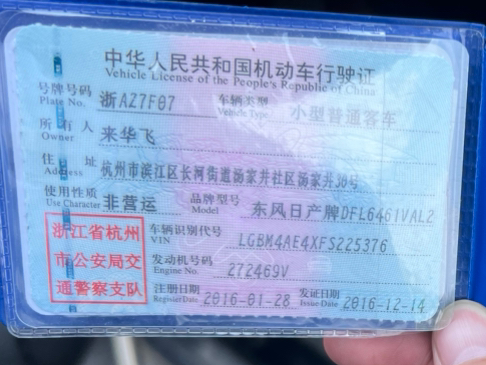 中华人民共和国机动车行驶证
Vehicle License of the People's Republic of China
号牌号码 浙AZ7F07 车辆类型 小型普通客车
Plate No. Vehicle Type
所有人 来华飞
Owner
住址 杭州市滨江区长河街道汤家井社区汤家井30号
Address
使用性质 非营运 品牌型号 东风日产牌DFL6461VAL2
Use Character Model
浙江省杭州
市公安局交
通警察支队
车辆识别代号 LGBM4AE4XFS225376
VIN
发动机号码 272469V
Engine No.
注册日期 2016-01-28 发证日期 2016-12-14
Register Date Issue Date